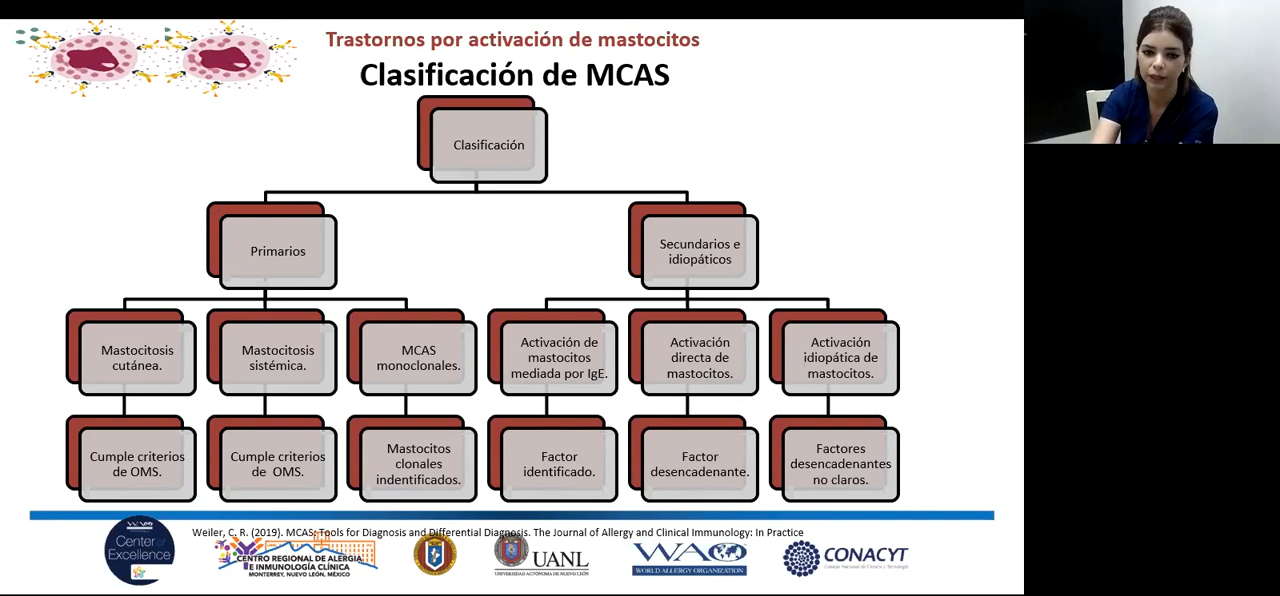 Trastornos por activación de mastocitos
Clasificación de MCAS
Clasificación
Primarios
Secundarios e
idiopáticos
Mastocitosis
cutánea.
Mastocitosis
sistémica.
MCAS
monoclonales.
Activación de
mastocitos
mediada por IgE.
Activación
directa de
mastocitos.
Activación
idiopática de
mastocitos.
Cumple criterios
de OMS.
Cumple criterios
de OMS.
Mastocitos
clonales
indentificados.
Factor
identificado.
Factor
desencadenante.
Factores
desencadenantes
no claros.
Weiler, C. R. (2019). MCAS: Tools for Diagnosis and Differential Diagnosis. The Journal of Allergy and Clinical Immunology: In Practice
Center of
Excellence
CENTRO REGIONAL DE ALERGIA
E INMUNOLOGÍA CLÍNICA
MONTERREY, NUEVO LEÓN, MÉXICO
UANL
UNIVERSIDAD AUTÓNOMA DE NUEVO LEÓN
WAO
WORLD ALLERGY ORGANIZATION
CONACYT
Consejo Nacional de Ciencia y Tecnología